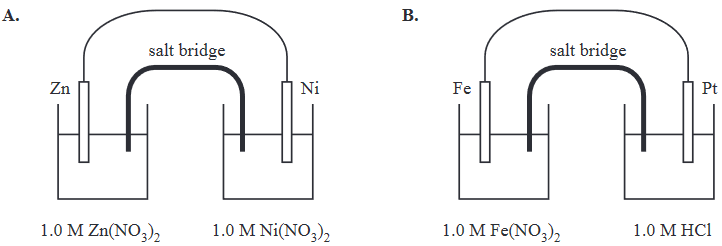 A.
salt bridge
Zn
Ni
1.0 M Zn(NO₃)₂
1.0 M Ni(NO₃)₂
B.
salt bridge
Fe
Pt
1.0 M Fe(NO₃)₂
1.0 M HCl